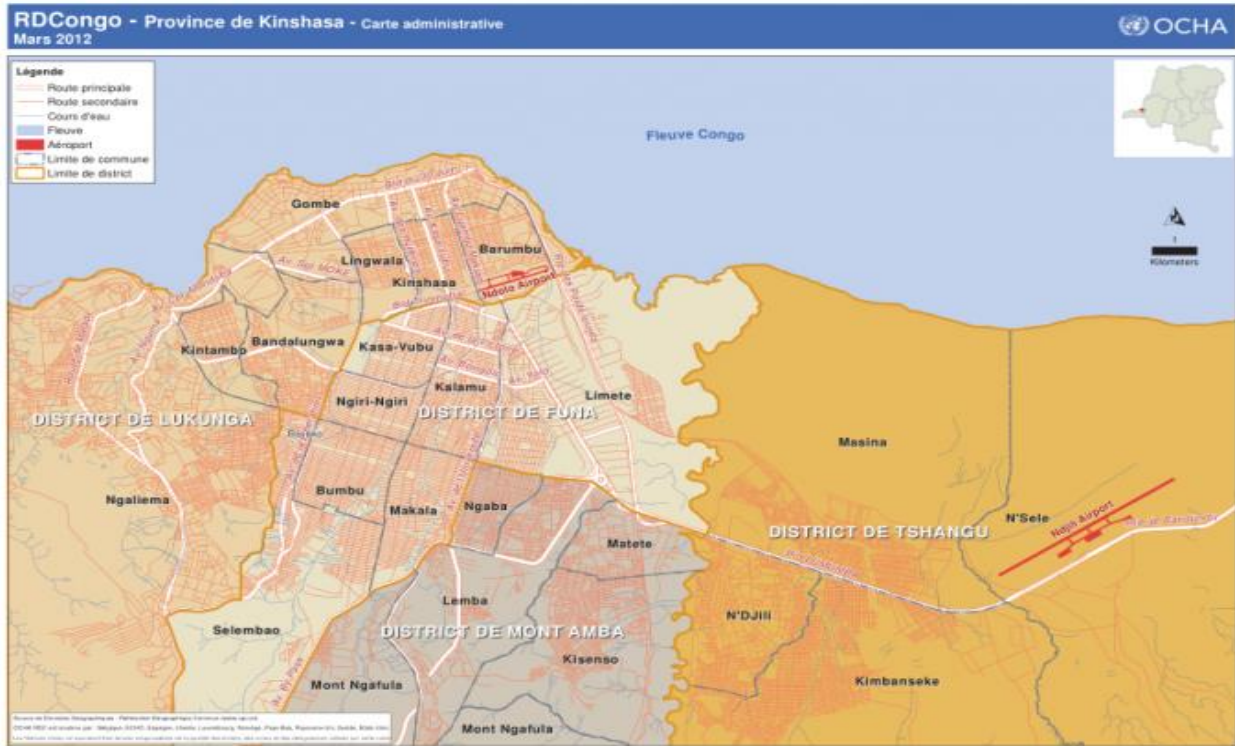 RDCongo - Province de Kinshasa - Carte administrative
Mars 2012
OCHA
Légende
Route principale
Route secondaire
Cours d'eau
Fleuve
Aéroport
Limite de commune
Limite de district
Fleuve Congo
1
Kilometers
Gombe
Barumbu
Lingwala
Kinshasa
Ndolo Airport
Kintambo
Bandalungwa
Kasa-Vubu
Kalamu
Limete
Ngiri-Ngiri
DISTRICT DE LUKUNGA
DISTRICT DE FUNA
Masina
Ngaliema
Bumbu
Makala
Ngaba
N'Sele
Ndjili Airport
DISTRICT DE TSHANGU
Matete
Lemba
N'Djili
Selembao
DISTRICT DE MONT AMBA
Kisenso
Mont Ngafula
Kimbanseke
Mont Ngafula